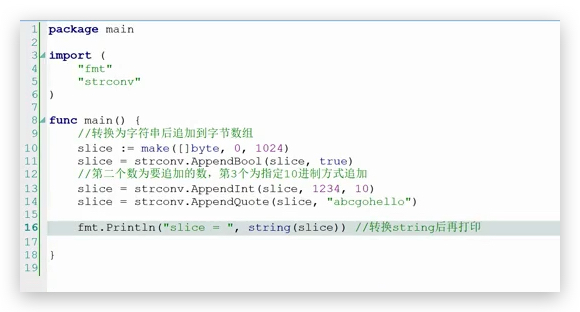 1 package main
2
3 import (
4     "fmt"
5     "strconv"
6 )
7
8 func main() {
9     //转换为字符串后追加到字节数组
10     slice := make([]byte, 0, 1024)
11     slice = strconv.AppendBool(slice, true)
12     //第二个数为要追加的数，第3个为指定10进制方式追加
13     slice = strconv.AppendInt(slice, 1234, 10)
14     slice = strconv.AppendQuote(slice, "abcgohello")
15
16     fmt.Println("slice = ", string(slice)) //转换string后再打印
17
18 }
19